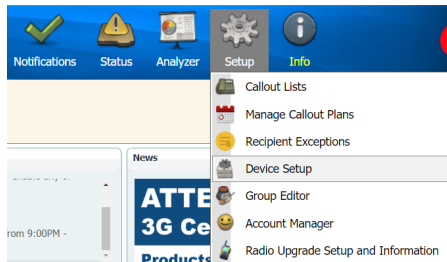 Notifications Status Analyzer Setup Info
Callout Lists
Manage Callout Plans
Recipient Exceptions
News
Device Setup
Group Editor
ATTE
3G Ce
Account Manager
rom 9:00PM -
Radio Upgrade Setup and Information
Products